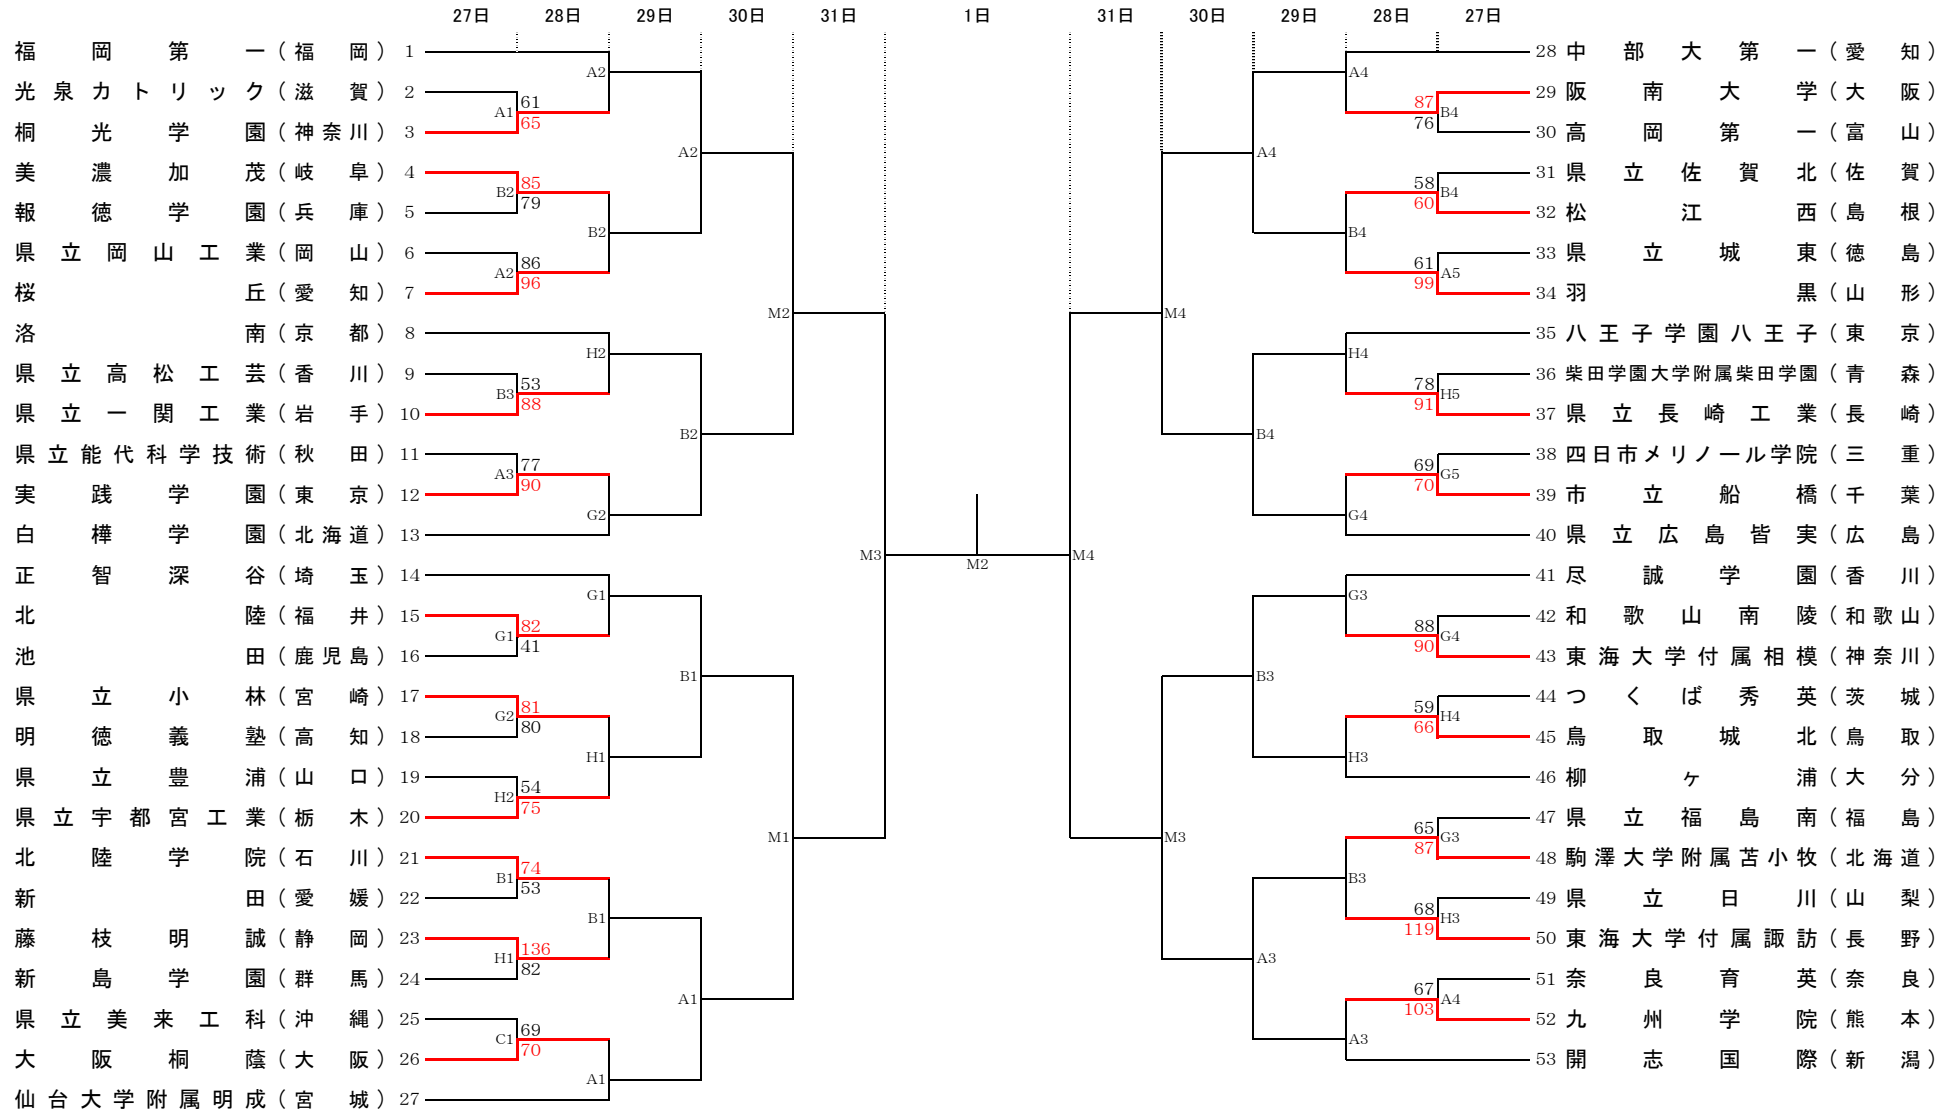 27日 28日 29日 30日 31日 1日 31日 30日 29日 28日 27日
福岡第一(福岡) 1
A2
光泉カトリック(滋賀) 2
A1 61
65
桐光学園(神奈川) 3
A2
美濃加茂(岐阜) 4
B2 85
79
報徳学園(兵庫) 5
B2
県立岡山工業(岡山) 6
A2 86
96
桜丘(愛知) 7
M2
洛南(京都) 8
H2
県立高松工芸(香川) 9
B3 53
88
県立一関工業(岩手) 10
B2
県立能代科学技術(秋田) 11
A3 77
90
実践学園(東京) 12
G2
白樺学園(北海道) 13
M3
正智深谷(埼玉) 14
G1
北陸(福井) 15
G1 82
41
池田(鹿児島) 16
B1
県立小林(宮崎) 17
G2 81
80
明徳義塾(高知) 18
H1
県立豊浦(山口) 19
H2 54
75
県立宇都宮工業(栃木) 20
M1
北陸学院(石川) 21
B1 74
53
新田(愛媛) 22
B1
藤枝明誠(静岡) 23
H1 136
82
新島学園(群馬) 24
A1
県立美来工科(沖縄) 25
C1 69
70
大阪桐蔭(大阪) 26
A1
仙台大学附属明成(宮城) 27
M2
28 中部大第一(愛知)
A4
29 阪南大学(大阪)
87 B4
76
30 高岡第一(富山)
A4
31 県立佐賀北(佐賀)
58 B4
60
32 松江西(島根)
B4
33 県立城東(徳島)
61 A5
99
34 羽黒(山形)
M4
35 八王子学園八王子(東京)
H4
36 柴田学園大学附属柴田学園(青森)
78 H5
91
37 県立長崎工業(長崎)
B4
38 四日市メリノール学院(三重)
69 G5
70
39 市立船橋(千葉)
G4
40 県立広島皆実(広島)
M4
41 尽誠学園(香川)
G3
42 和歌山南陵(和歌山)
88 G4
90
43 東海大学付属相模(神奈川)
B3
44 つくば秀英(茨城)
59 H4
66
45 鳥取城北(鳥取)
H3
46 柳ヶ浦(大分)
M3
47 県立福島南(福島)
65 G3
87
48 駒澤大学附属苫小牧(北海道)
B3
49 県立日川(山梨)
68 H3
119
50 東海大学付属諏訪(長野)
A3
51 奈良育英(奈良)
67 A4
103
52 九州学院(熊本)
A3
53 開志国際(新潟)